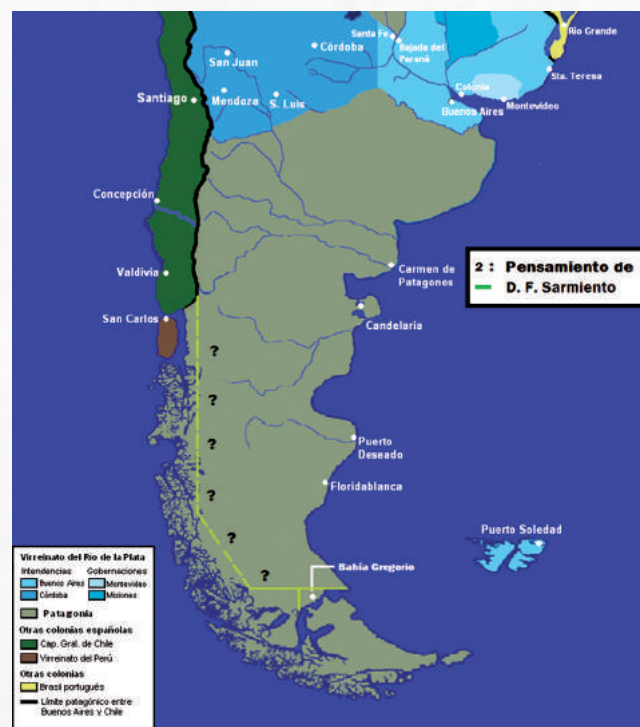 Santa Fe
Río Grande
Córdoba
Bajada del
Paraná
San Juan
Sta. Teresa
Mendoza
S. Luis
Colonia
Santiago
Buenos Aires
Montevideo
Concepción
2 : Pensamiento de
D. F. Sarmiento
Carmen de
Patagones
Valdivia
San Carlos
Candelaria
?
?
?
Puerto
Deseado
?
Floridablanca
?
Puerto Soledad
?
Bahía Gregorio
Virreinato del Río de la Plata
Intendencias
Gobernaciones
Buenos Aires
Montevideo
Córdoba
Misiones
Patagonia
Otras colonias españolas
Cap. Gral. de Chile
Virreinato del Perú
Otras colonias
Brasil portugués
Límite patagónico entre
Buenos Aires y Chile